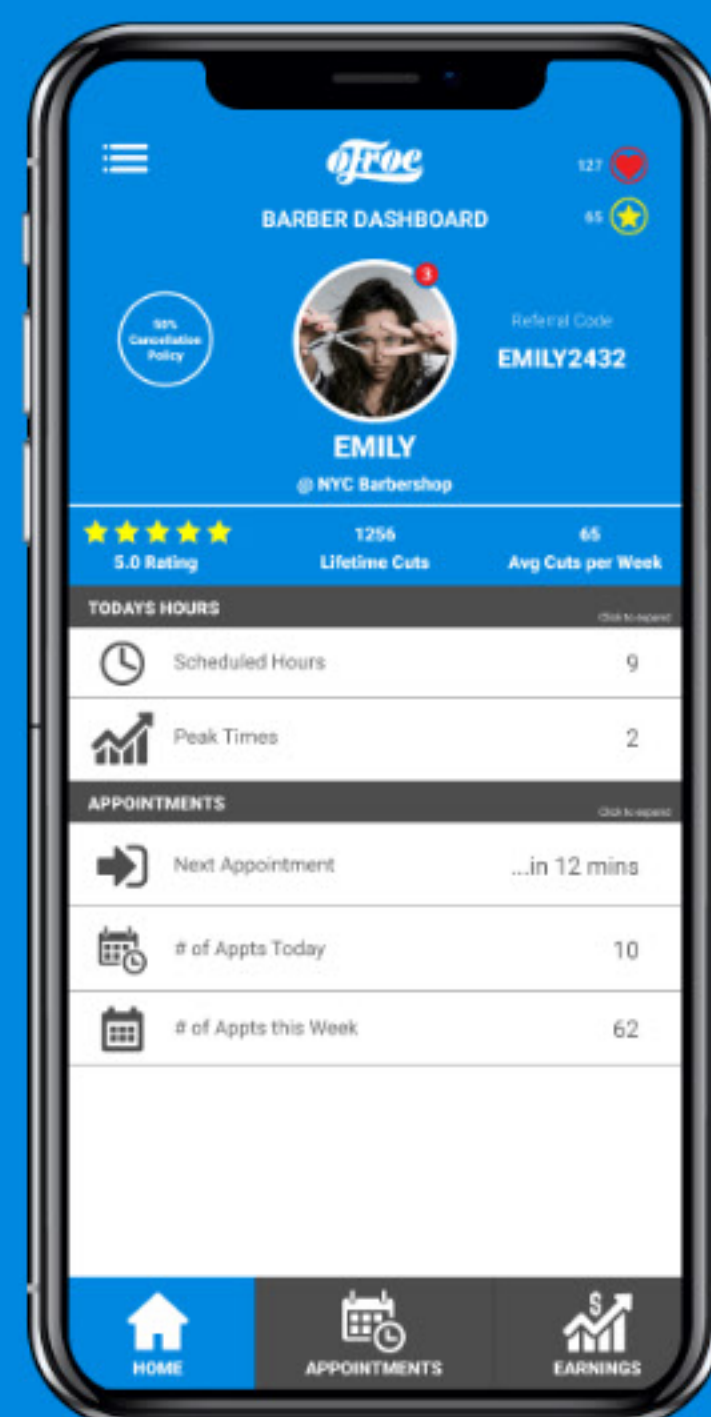 oFroc
127
BARBER DASHBOARD
65
3
50%
Cancellation
Policy
Referral Code
EMILY2432
EMILY
@ NYC Barbershop
5.0 Rating
1256
Lifetime Cuts
65
Avg Cuts per Week
TODAYS HOURS
Click to expand
Scheduled Hours
9
Peak Times
2
APPOINTMENTS
Click to expand
Next Appointment
...in 12 mins
# of Appts Today
10
# of Appts this Week
62
HOME
APPOINTMENTS
EARNINGS